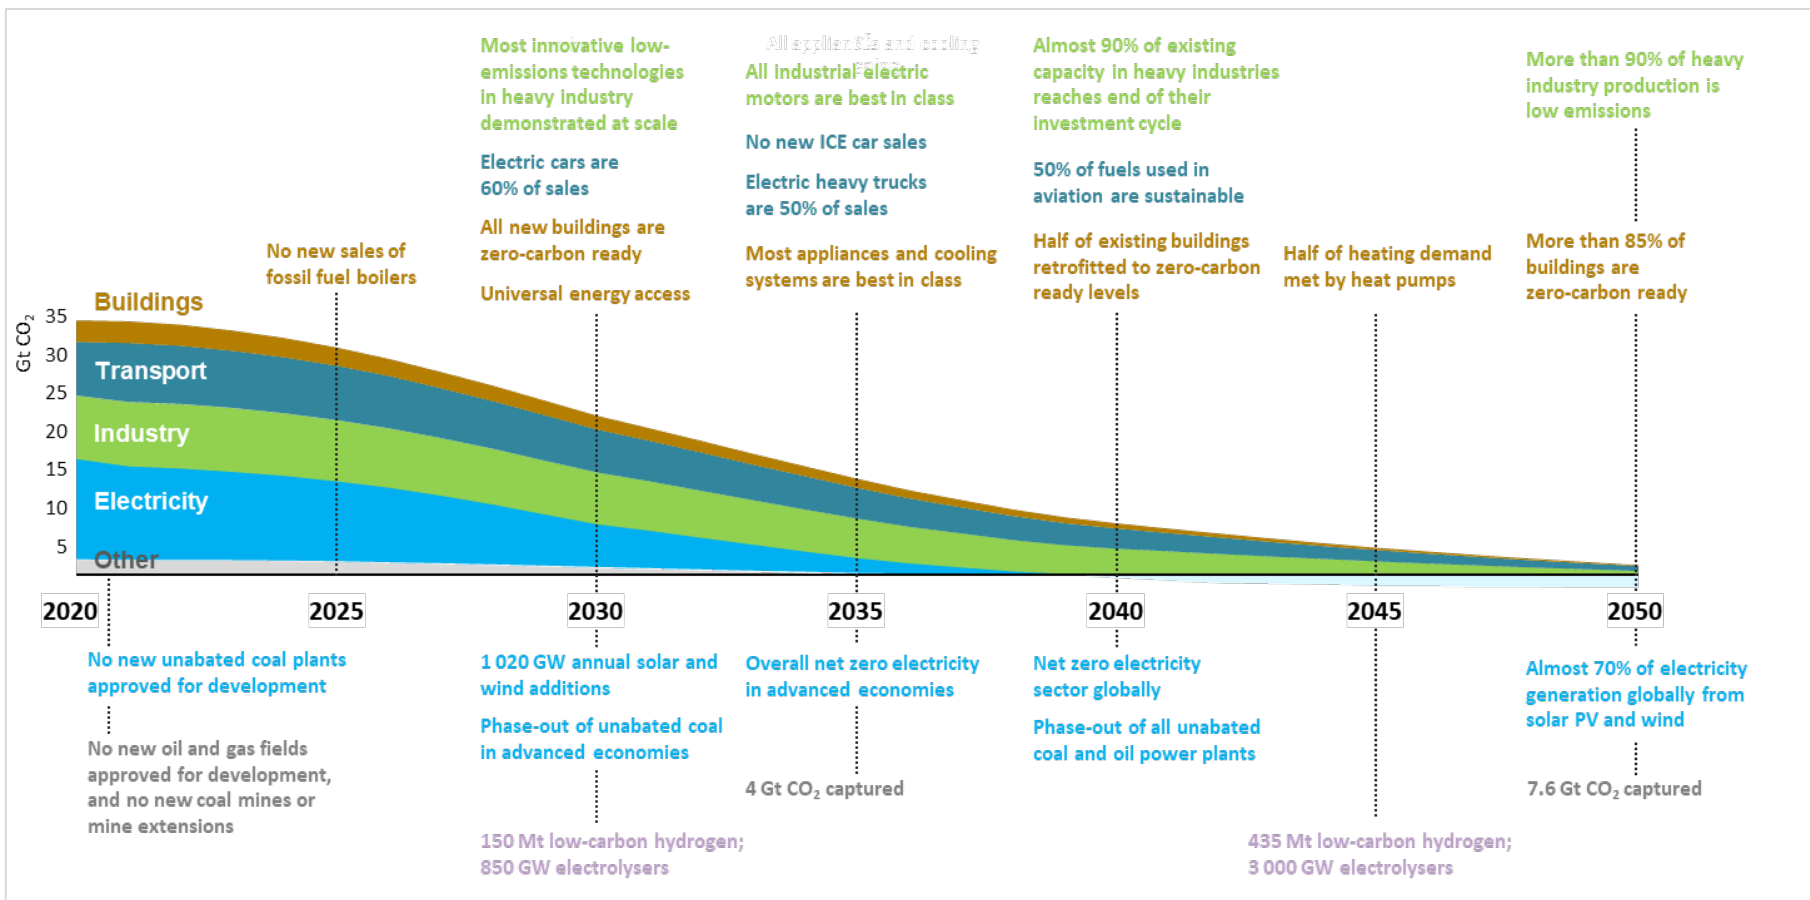 Most innovative low-
emissions technologies
in heavy industry
demonstrated at scale
Electric cars are
60% of sales
All new buildings are
zero-carbon ready
Universal energy access
All appliances and cooling
All industrial electric
motors are best in class
No new ICE car sales
Electric heavy trucks
are 50% of sales
Most appliances and cooling
systems are best in class
Almost 90% of existing
capacity in heavy industries
reaches end of their
investment cycle
50% of fuels used in
aviation are sustainable
Half of existing buildings
retrofitted to zero-carbon
ready levels
Half of heating demand
met by heat pumps
More than 90% of heavy
industry production is
low emissions
More than 85% of
buildings are
zero-carbon ready
No new sales of
fossil fuel boilers
Gt CO2
35
30
25
20
15
10
5
Buildings
Transport
Industry
Electricity
Other
2020
2025
2030
2035
2040
2045
2050
No new unabated coal plants
approved for development
No new oil and gas fields
approved for development,
and no new coal mines or
mine extensions
1 020 GW annual solar and
wind additions
Phase-out of unabated coal
in advanced economies
150 Mt low-carbon hydrogen;
850 GW electrolysers
Overall net zero electricity
in advanced economies
4 Gt CO2 captured
Net zero electricity
sector globally
Phase-out of all unabated
coal and oil power plants
435 Mt low-carbon hydrogen;
3 000 GW electrolysers
Almost 70% of electricity
generation globally from
solar PV and wind
7.6 Gt CO2 captured